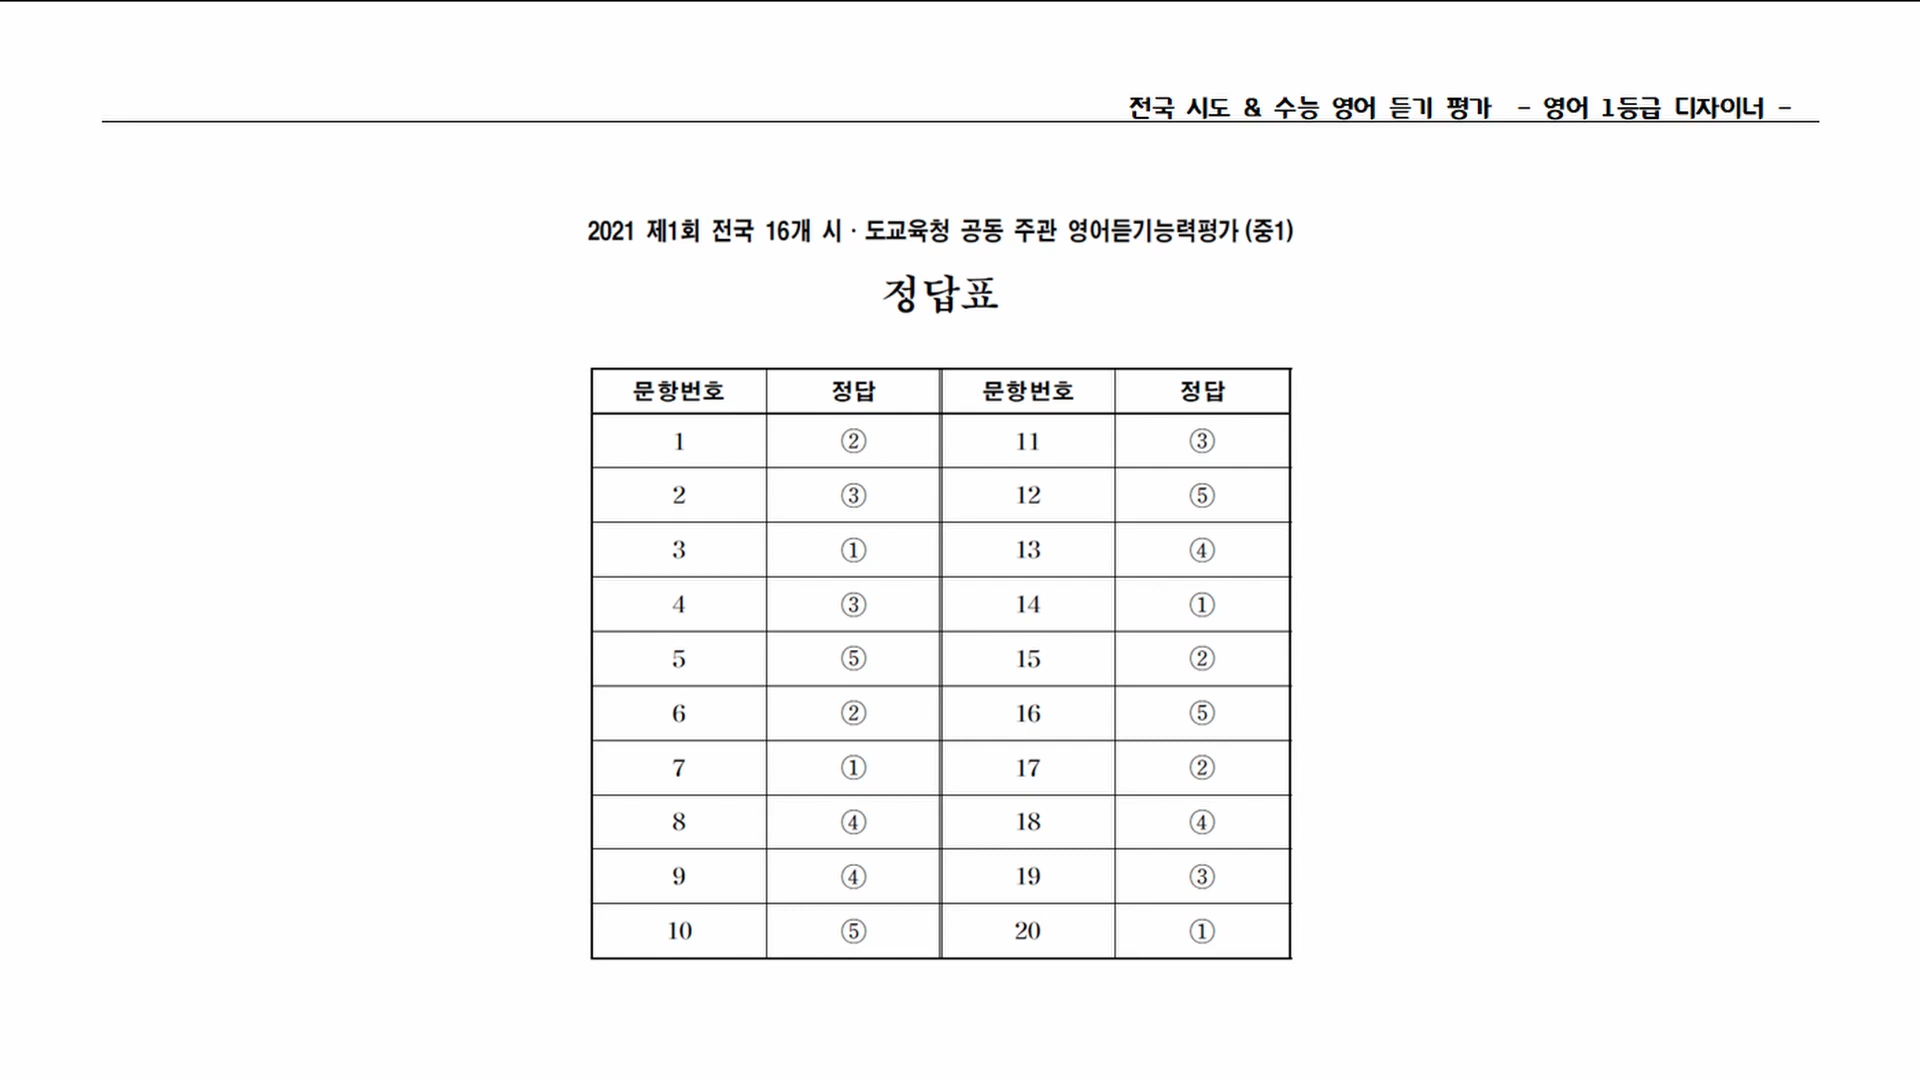 전국 시도 & 수능 영어 듣기 평가 - 영어 1등급 디자이너 -
2021 제1회 전국 16개 시·도교육청 공동 주관 영어듣기능력평가(중1)
정답표
문항번호 정답 문항번호 정답
1 ② 11 ③
2 ③ 12 ⑤
3 ① 13 ④
4 ③ 14 ①
5 ⑤ 15 ②
6 ② 16 ⑤
7 ① 17 ②
8 ④ 18 ④
9 ④ 19 ③
10 ⑤ 20 ①